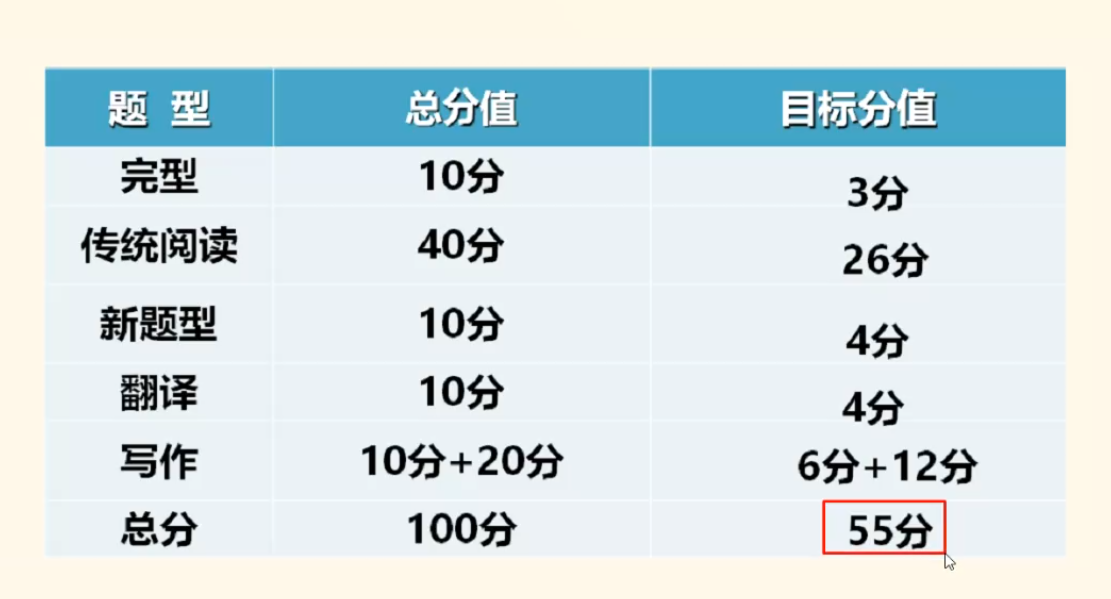 题 型 总分值 目标分值
完型 10分 3分
传统阅读 40分 26分
新题型 10分 4分
翻译 10分 4分
写作 10分+20分 6分+12分
总分 100分 55分